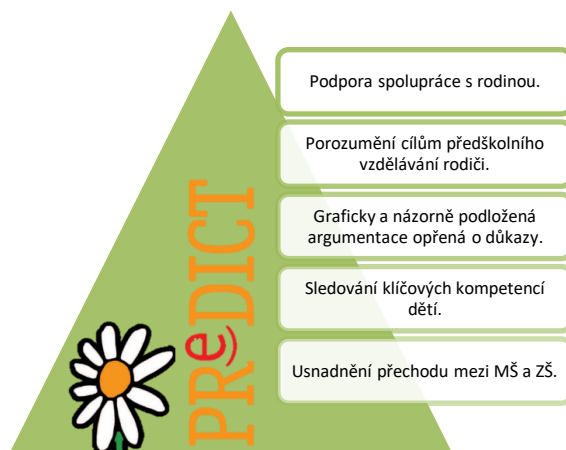 Podpora spolupráce s rodinou.
Porozumění cílům předškolního
vzdělávání rodiči.
Graficky a názorně podložená
argumentace opřená o důkazy.
Sledování klíčových kompetencí
dětí.
Usnadnění přechodu mezi MŠ a ZŠ.
PReDICT